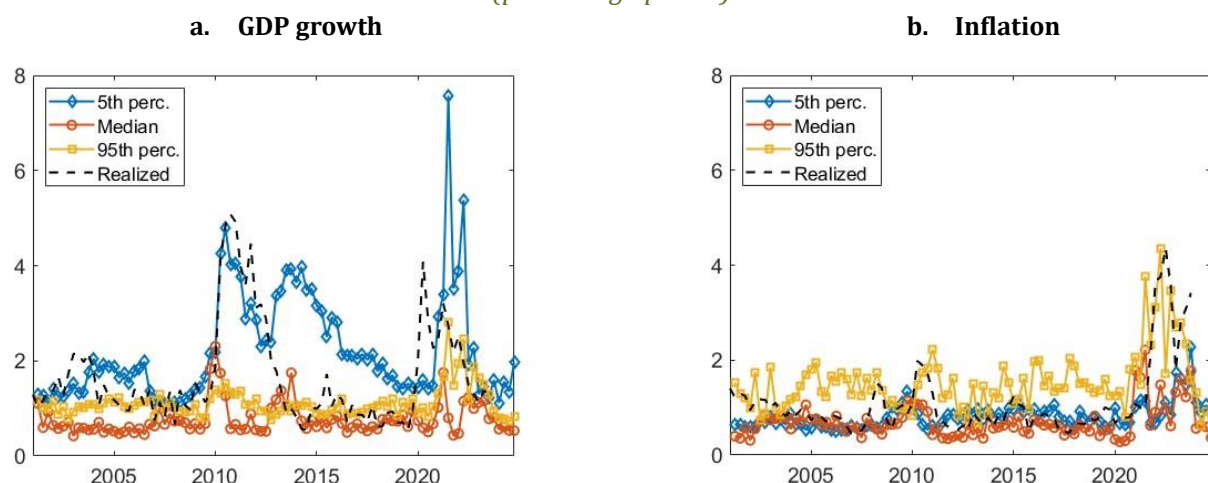 a. GDP growth
b. Inflation
8
6
4
2
0
5th perc.
Median
95th perc.
Realized
2005
2010
2015
2020
8
6
4
2
0
5th perc.
Median
95th perc.
Realized
2005
2010
2015
2020